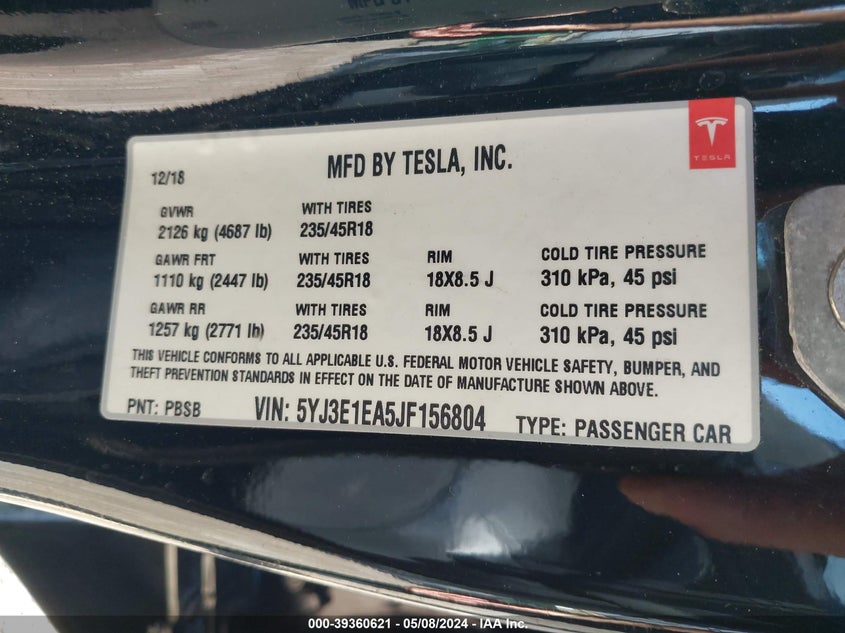 MFD BY TESLA, INC.
TESLA
12/18
GVWR WITH TIRES
2126 kg (4687 lb) 235/45R18
GAWR FRT WITH TIRES RIM COLD TIRE PRESSURE
1110 kg (2447 lb) 235/45R18 18X8.5 J 310 kPa, 45 psi
GAWR RR WITH TIRES RIM COLD TIRE PRESSURE
1257 kg (2771 lb) 235/45R18 18X8.5 J 310 kPa, 45 psi
THIS VEHICLE CONFORMS TO ALL APPLICABLE U.S. FEDERAL MOTOR VEHICLE SAFETY, BUMPER, AND
THEFT PREVENTION STANDARDS IN EFFECT ON THE DATE OF MANUFACTURE SHOWN ABOVE.
PNT: PBSB VIN: 5YJ3E1EA5JF156804 TYPE: PASSENGER CAR
000-39360621 - 05/08/2024 - IAA Inc.